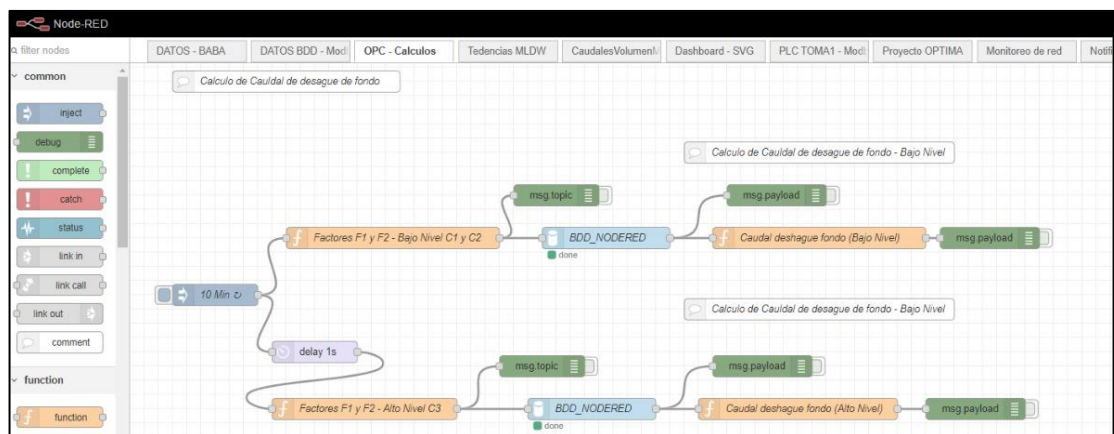 Node-RED
filter nodes
DATOS - BABA
DATOS BDD - Mod
OPC - Calculos
Tedencias MLDW
CaudalesVolumen
Dashboard - SVG
PLC TOMA1 - Mod
Proyecto OPTIMA
Monitoreo de red
Notifi
common
inject
debug
complete
catch
status
link in
link call
link out
comment
function
function
Calculo de Cauldal de desague de fondo
Calculo de Cauldal de desague de fondo - Bajo Nivel
msg.topic
msg.payload
Factores F1 y F2 - Bajo Nivel C1 y C2
BDD_NODERED
done
Caudal deshague fondo (Bajo Nivel)
msg.payload
10 Min ↻
Calculo de Cauldal de desague de fondo - Bajo Nivel
delay 1s
msg.topic
msg.payload
Factores F1 y F2 - Alto Nivel C3
BDD_NODERED
done
Caudal deshague fondo (Alto Nivel)
msg.payload